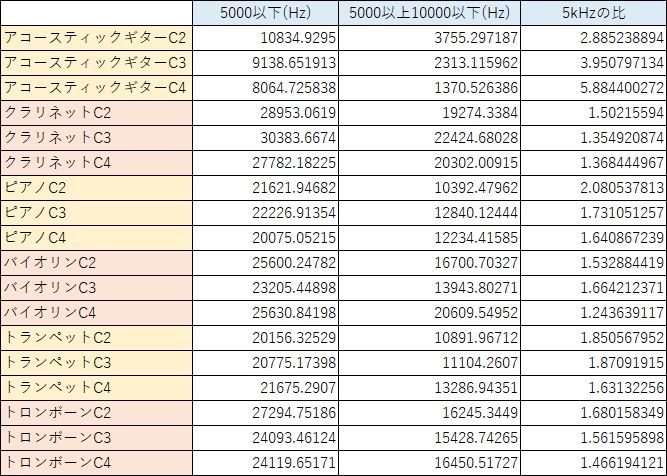 5000以下(Hz) 5000以上10000以下(Hz) 5kHzの比
アコースティックギターC2 10834.9295 3755.297187 2.885238894
アコースティックギターC3 9138.651913 2313.115962 3.950797134
アコースティックギターC4 8064.725838 1370.526386 5.884400272
クラリネットC2 28953.0619 19274.3384 1.50215594
クラリネットC3 30383.6674 22424.68028 1.354920874
クラリネットC4 27782.18225 20302.00915 1.368444967
ピアノC2 21621.94682 10392.47962 2.080537813
ピアノC3 22226.91354 12840.12444 1.731051257
ピアノC4 20075.05215 12234.41585 1.640867239
バイオリンC2 25600.24782 16700.70327 1.532884419
バイオリンC3 23205.44898 13943.80271 1.664212371
バイオリンC4 25630.84198 20609.54952 1.243639117
トランペットC2 20156.32529 10891.96712 1.850567952
トランペットC3 20775.17398 11104.2607 1.87091915
トランペットC4 21675.2907 13286.94351 1.63132256
トロンボーンC2 27294.75186 16245.3449 1.680158349
トロンボーンC3 24093.46124 15428.74265 1.561595898
トロンボーンC4 24119.65171 16450.51727 1.466194121